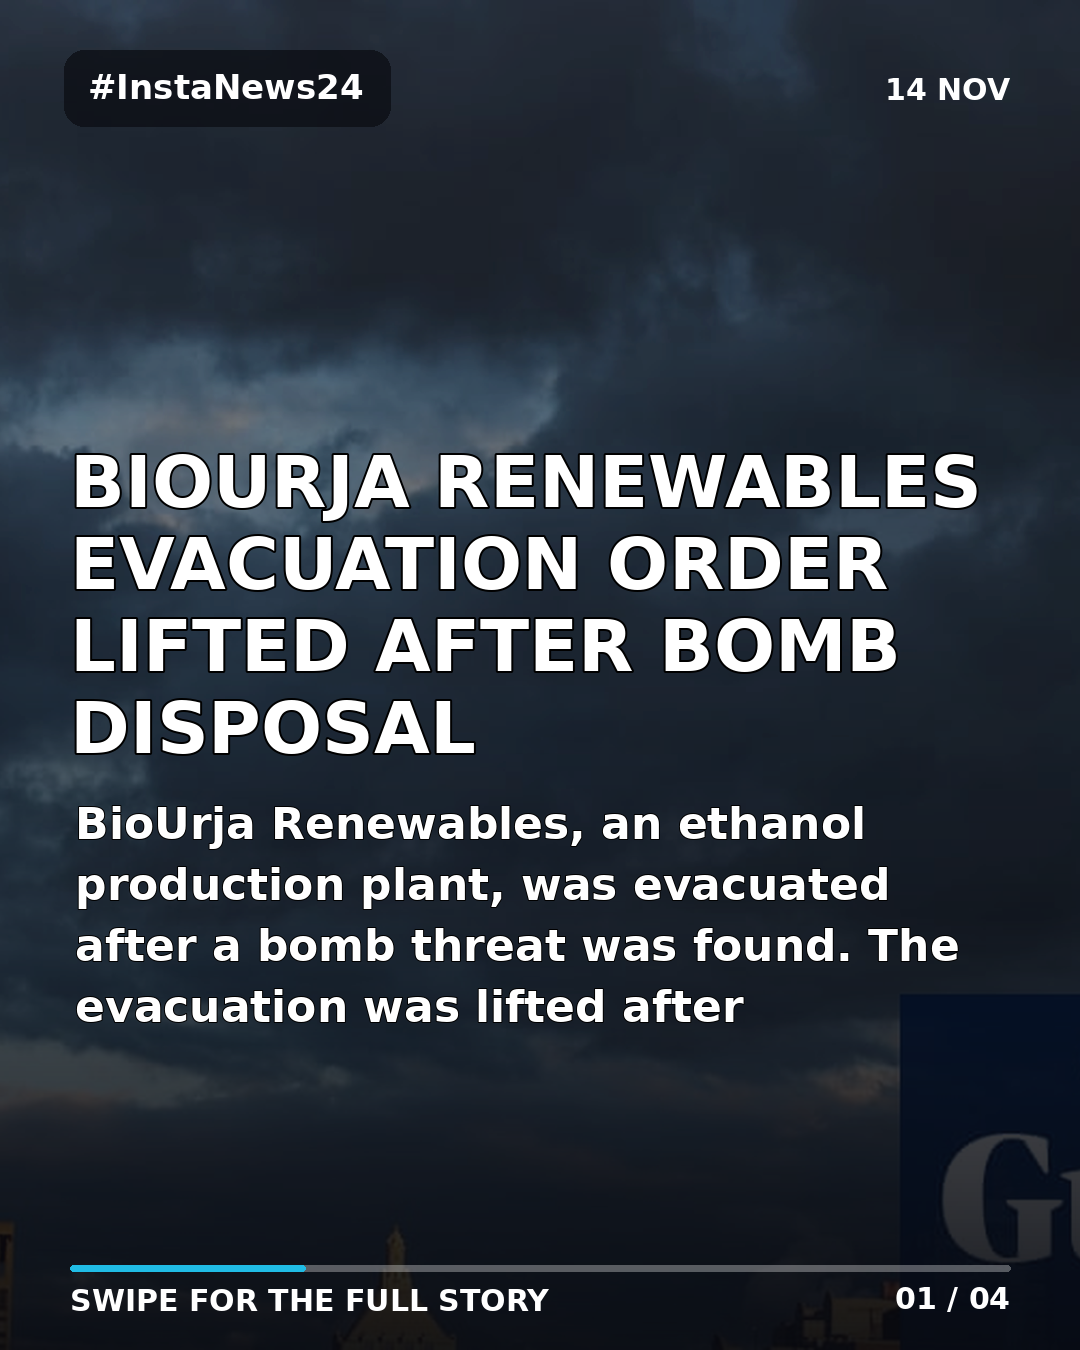 #InstaNews24
14 NOV
BIOURJA RENEWABLES
EVACUATION ORDER
LIFTED AFTER BOMB
DISPOSAL
BioUrja Renewables, an ethanol
production plant, was evacuated
after a bomb threat was found. The
evacuation was lifted after
SWIPE FOR THE FULL STORY
01 / 04